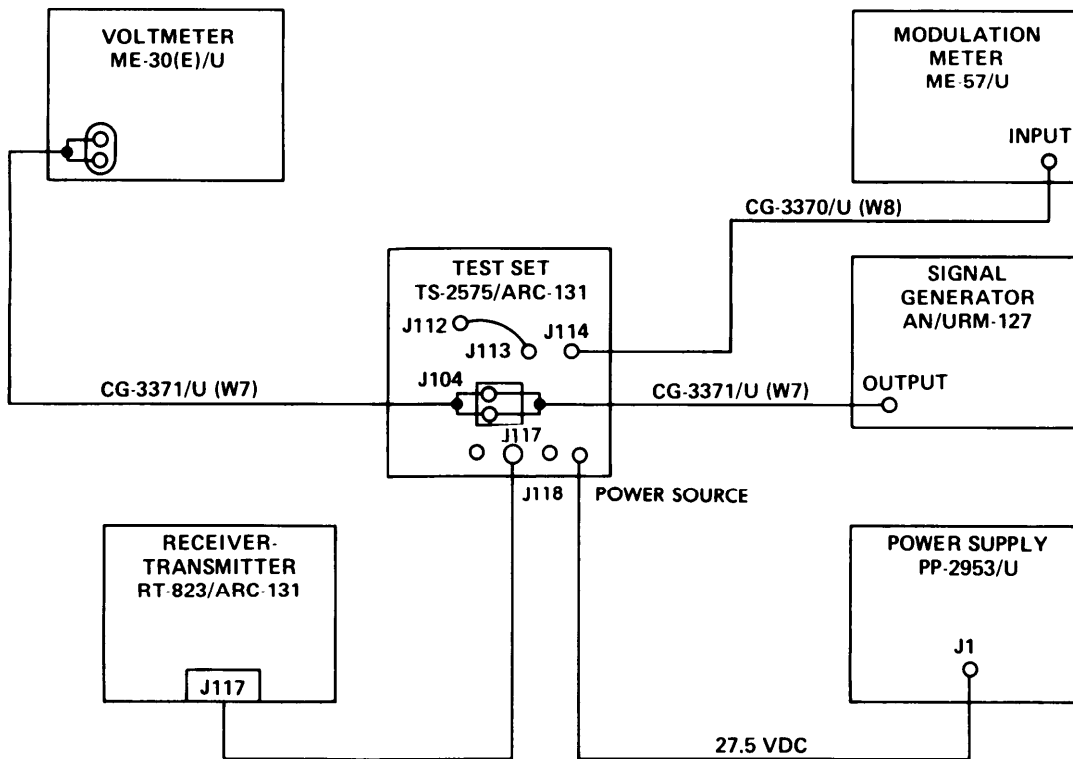 VOLTMETER
ME-30(E)/U
MODULATION
METER
ME-57/U
INPUT
CG-3370/U (W8)
TEST SET
TS-2575/ARC-131
J112
J113
J114
SIGNAL
GENERATOR
AN/URM-127
OUTPUT
J104
CG-3371/U (W7)
CG-3371/U (W7)
J117
J118
POWER SOURCE
RECEIVER-
TRANSMITTER
RT-823/ARC-131
J117
POWER SUPPLY
PP-2953/U
J1
27.5 VDC